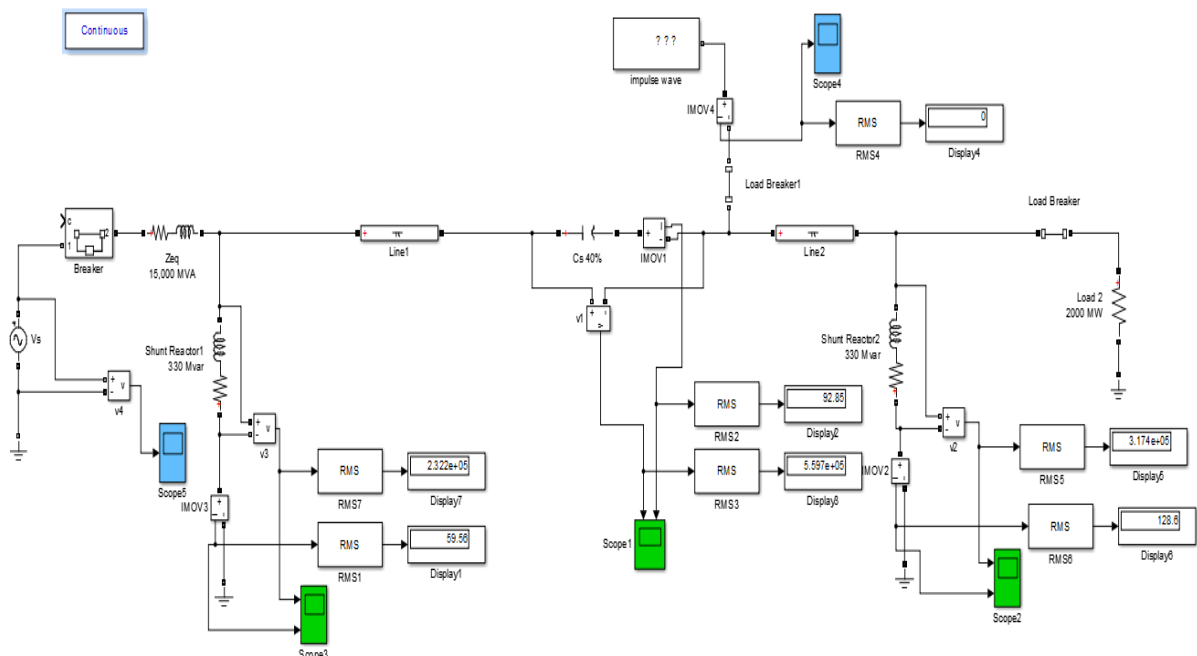 Continuous
? ? ?
impulse wave
Scope4
IMOV4
RMS
RMS4
0
Display4
Load Breaker1
Load Breaker
c
1
2
Breaker
Zeq
15,000 MVA
Line1
Cs 40%
IMOV1
Line2
Load 2
2000 MW
Vs
v4
Scope5
Shunt Reactor1
330 Mvar
v
v3
IMOV3
RMS
RMS7
2.322e+05
Display7
RMS
RMS1
59.56
Display1
Scope3
v1
Scope1
RMS
RMS2
92.85
Display2
RMS
RMS3
5.597e+05
Display3
Shunt Reactor2
330 Mvar
v
v2
IMOV2
RMS
RMS5
3.174e+05
Display5
RMS
RMS6
128.6
Display6
Scope2